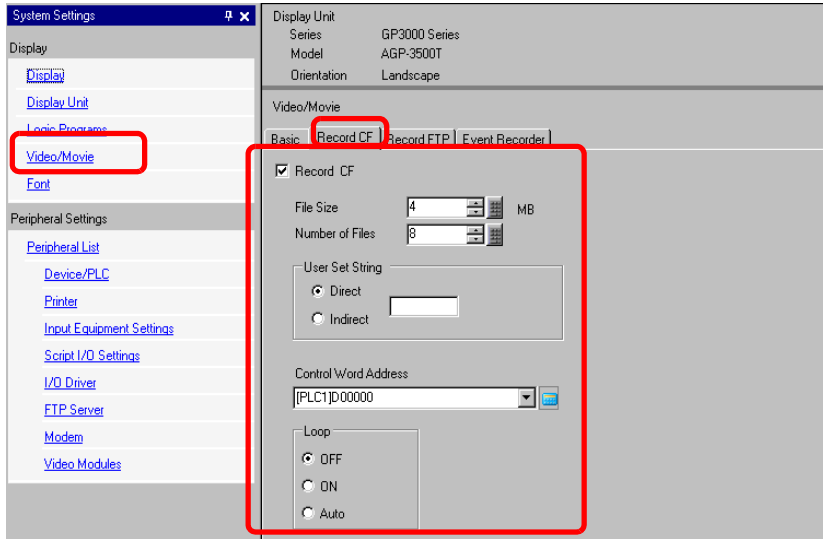 System Settings
Display
Display
Display Unit
Logic Programs
Video/Movie
Font
Peripheral Settings
Peripheral List
Device/PLC
Printer
Input Equipment Settings
Script I/O Settings
I/O Driver
FTP Server
Modem
Video Modules
Display Unit
Series GP3000 Series
Model AGP-3500T
Orientation Landscape
Video/Movie
Basic Record CF Record FTP Event Recorder
Record CF
File Size 4 MB
Number of Files 8
User Set String
Direct
Indirect
Control Word Address
[PLC1]D00000
Loop
OFF
ON
Auto